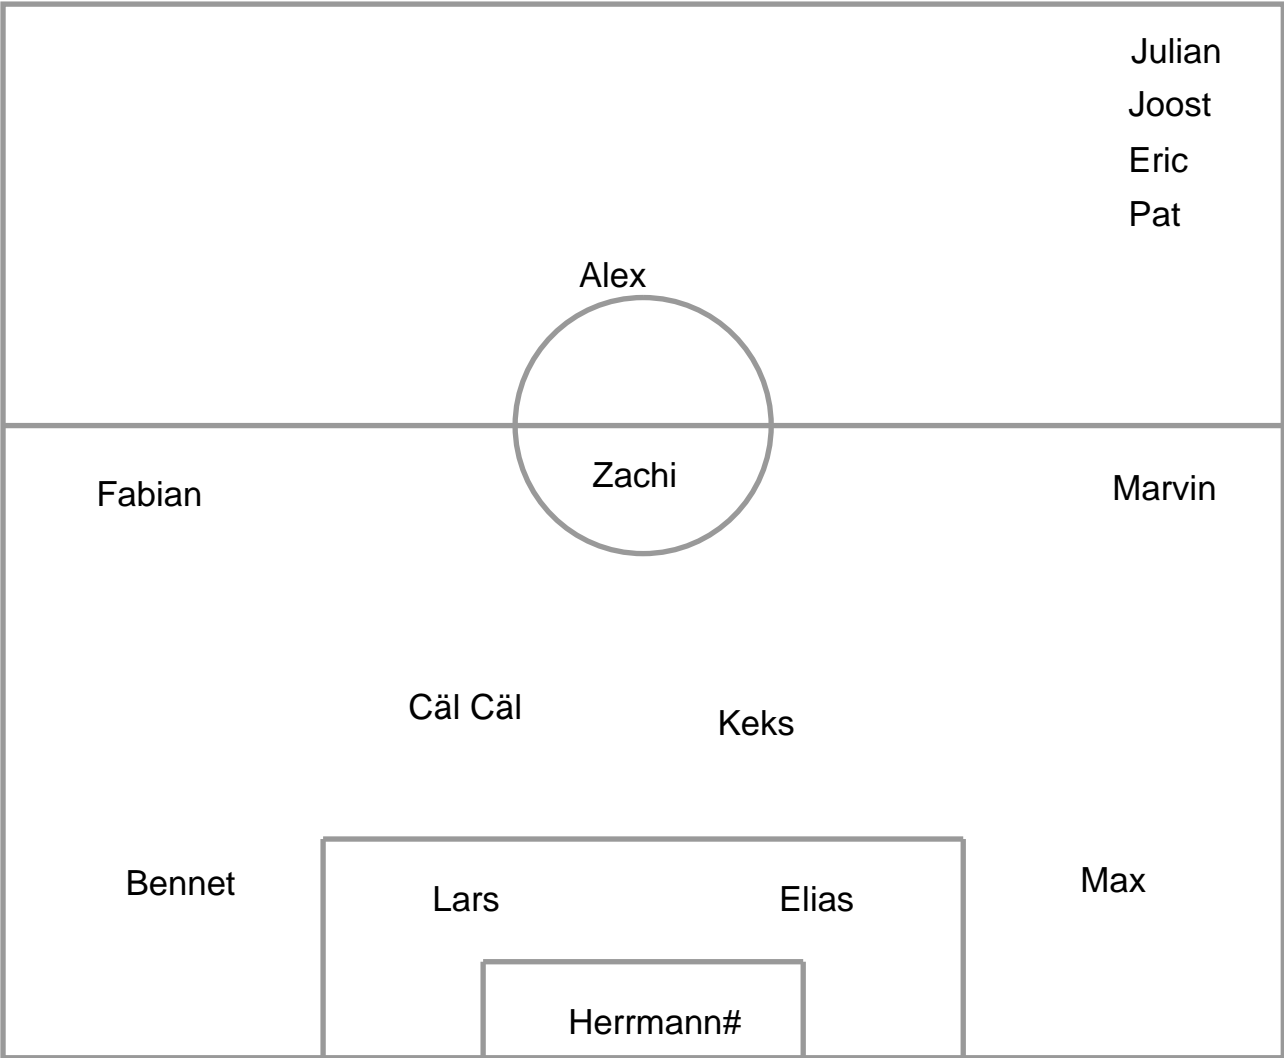 Julian
Joost
Eric
Pat
Alex
Zachi
Fabian
Marvin
Cäl Cäl
Keks
Bennet
Lars
Elias
Max
Herrmann#